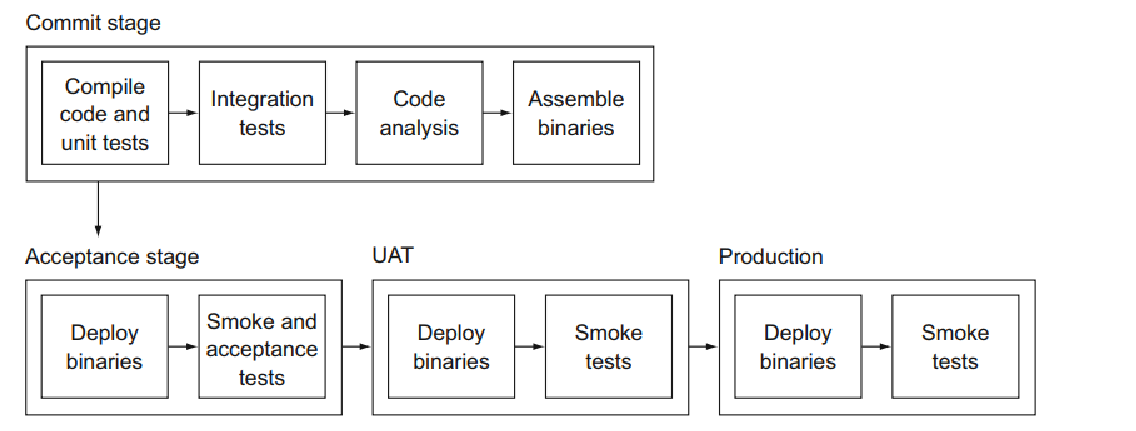 Commit stage
Compile
code and
unit tests
Integration
tests
Code
analysis
Assemble
binaries
Acceptance stage
Deploy
binaries
Smoke and
acceptance
tests
UAT
Deploy
binaries
Smoke
tests
Production
Deploy
binaries
Smoke
tests